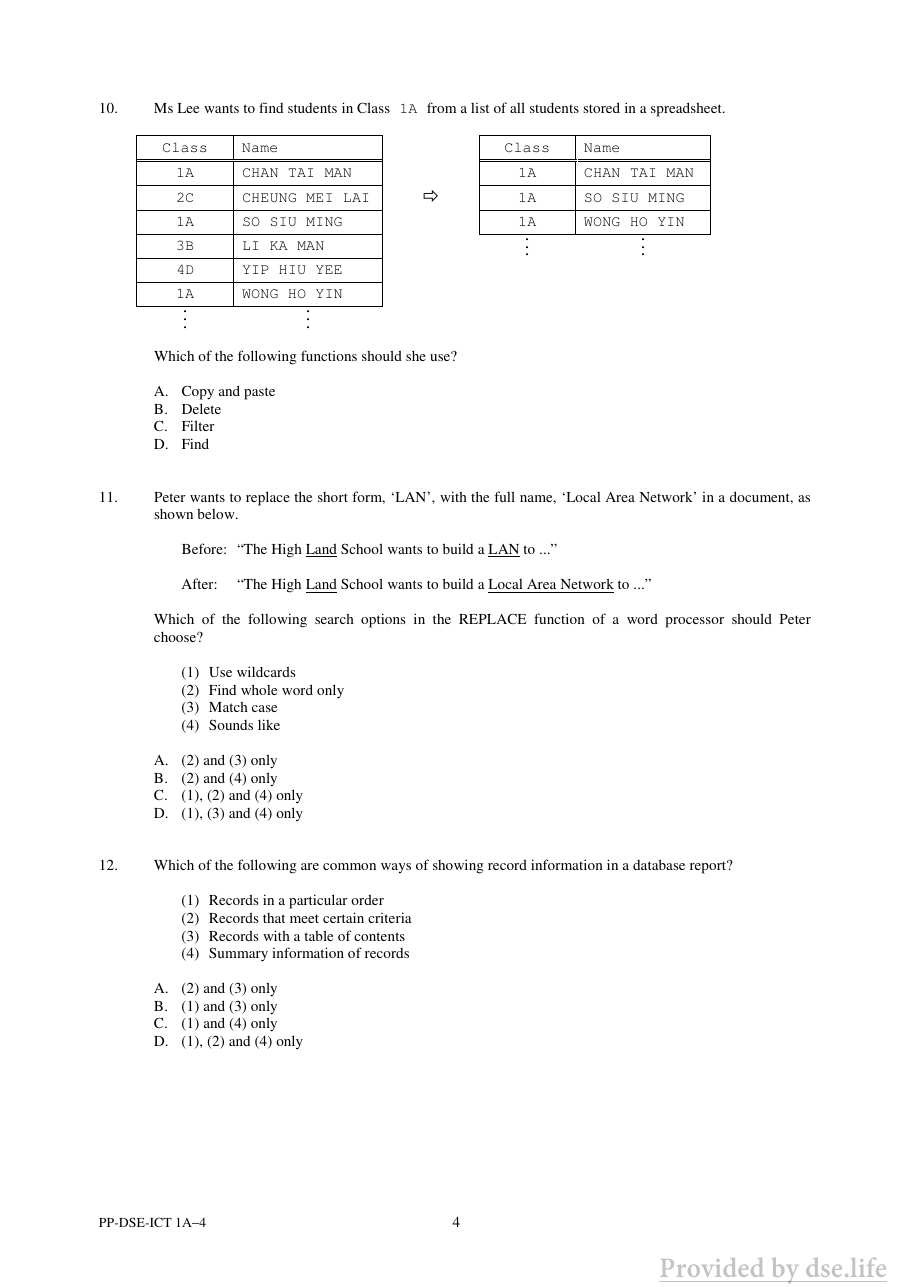 10. Ms Lee wants to find students in Class 1A from a list of all students stored in a spreadsheet.
Class Name
1A CHAN TAI MAN
2C CHEUNG MEI LAI
1A SO SIU MING
3B LI KA MAN
4D YIP HIU YEE
1A WONG HO YIN
⋮ ⋮
⇨
Class Name
1A CHAN TAI MAN
1A SO SIU MING
1A WONG HO YIN
⋮ ⋮
Which of the following functions should she use?
A. Copy and paste
B. Delete
C. Filter
D. Find
11. Peter wants to replace the short form, ‘LAN’, with the full name, ‘Local Area Network’ in a document, as
shown below.
Before: “The High Land School wants to build a LAN to ...”
After: “The High Land School wants to build a Local Area Network to ...”
Which of the following search options in the REPLACE function of a word processor should Peter
choose?
(1) Use wildcards
(2) Find whole word only
(3) Match case
(4) Sounds like
A. (2) and (3) only
B. (2) and (4) only
C. (1), (2) and (4) only
D. (1), (3) and (4) only
12. Which of the following are common ways of showing record information in a database report?
(1) Records in a particular order
(2) Records that meet certain criteria
(3) Records with a table of contents
(4) Summary information of records
A. (2) and (3) only
B. (1) and (3) only
C. (1) and (4) only
D. (1), (2) and (4) only
PP-DSE-ICT 1A–4 4
Provided by dse.life